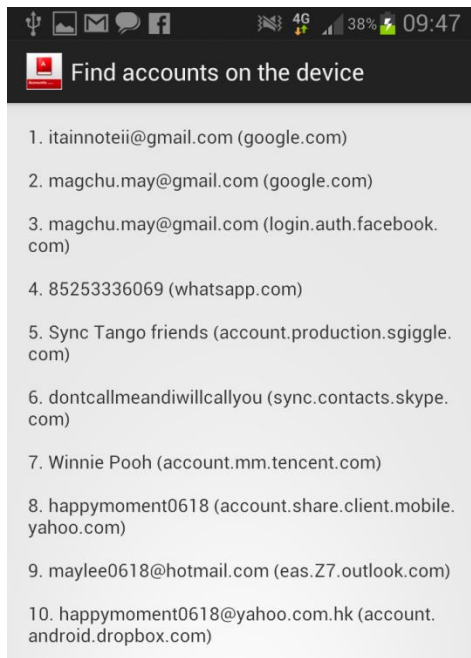 4G 38% 09:47
Find accounts on the device
1. itainnoteii@gmail.com (google.com)
2. magchu.may@gmail.com (google.com)
3. magchu.may@gmail.com (login.auth.facebook.
com)
4. 85253336069 (whatsapp.com)
5. Sync Tango friends (account.production.sgiggle.
com)
6. dontcallmeandiwillcallyou (sync.contacts.skype.
com)
7. Winnie Pooh (account.mm.tencent.com)
8. happymoment0618 (account.share.client.mobile.
yahoo.com)
9. maylee0618@hotmail.com (eas.Z7.outlook.com)
10. happymoment0618@yahoo.com.hk (account.
android.dropbox.com)